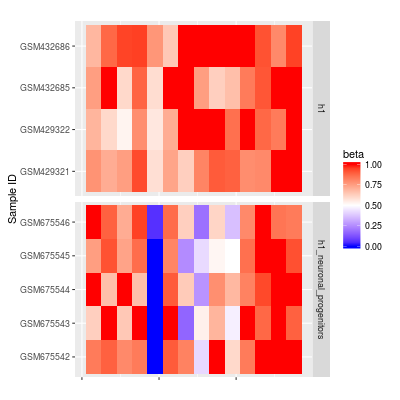 GSM432686
GSM432685
GSM429322
GSM429321
h1
GSM675546
GSM675545
GSM675544
GSM675543
GSM675542
h1_neuronal_progenitors
Sample ID
beta
1.00
0.75
0.50
0.25
0.00